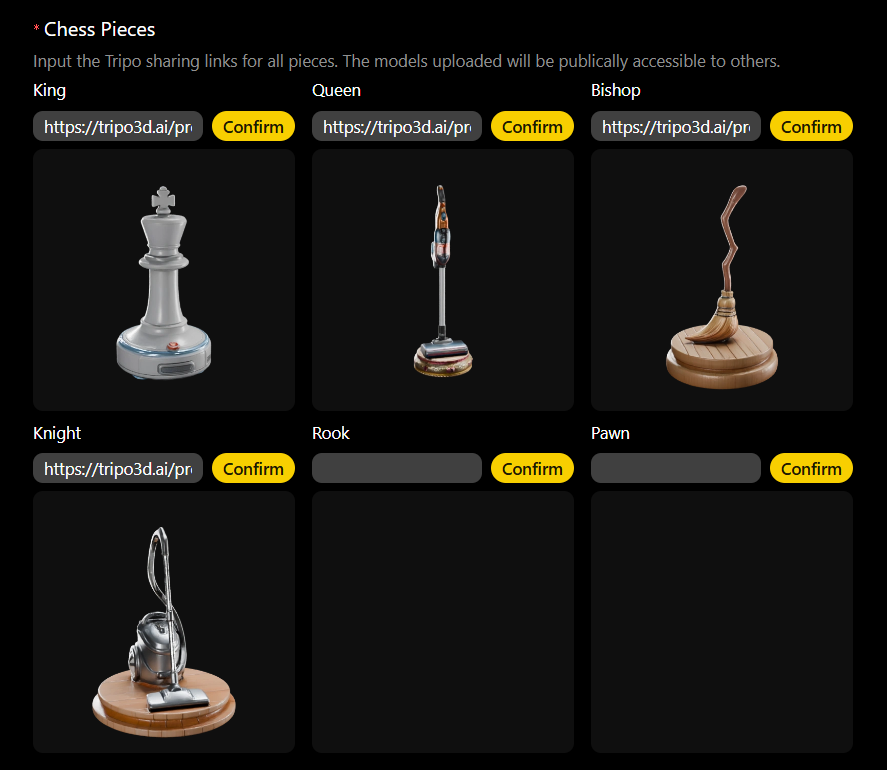 * Chess Pieces
Input the Tripo sharing links for all pieces. The models uploaded will be publically accessible to others.
King
Queen
Bishop
https://tripo3d.ai/pr Confirm
https://tripo3d.ai/pr Confirm
https://tripo3d.ai/pr Confirm
Knight
Rook
Pawn
https://tripo3d.ai/pr Confirm
Confirm
Confirm